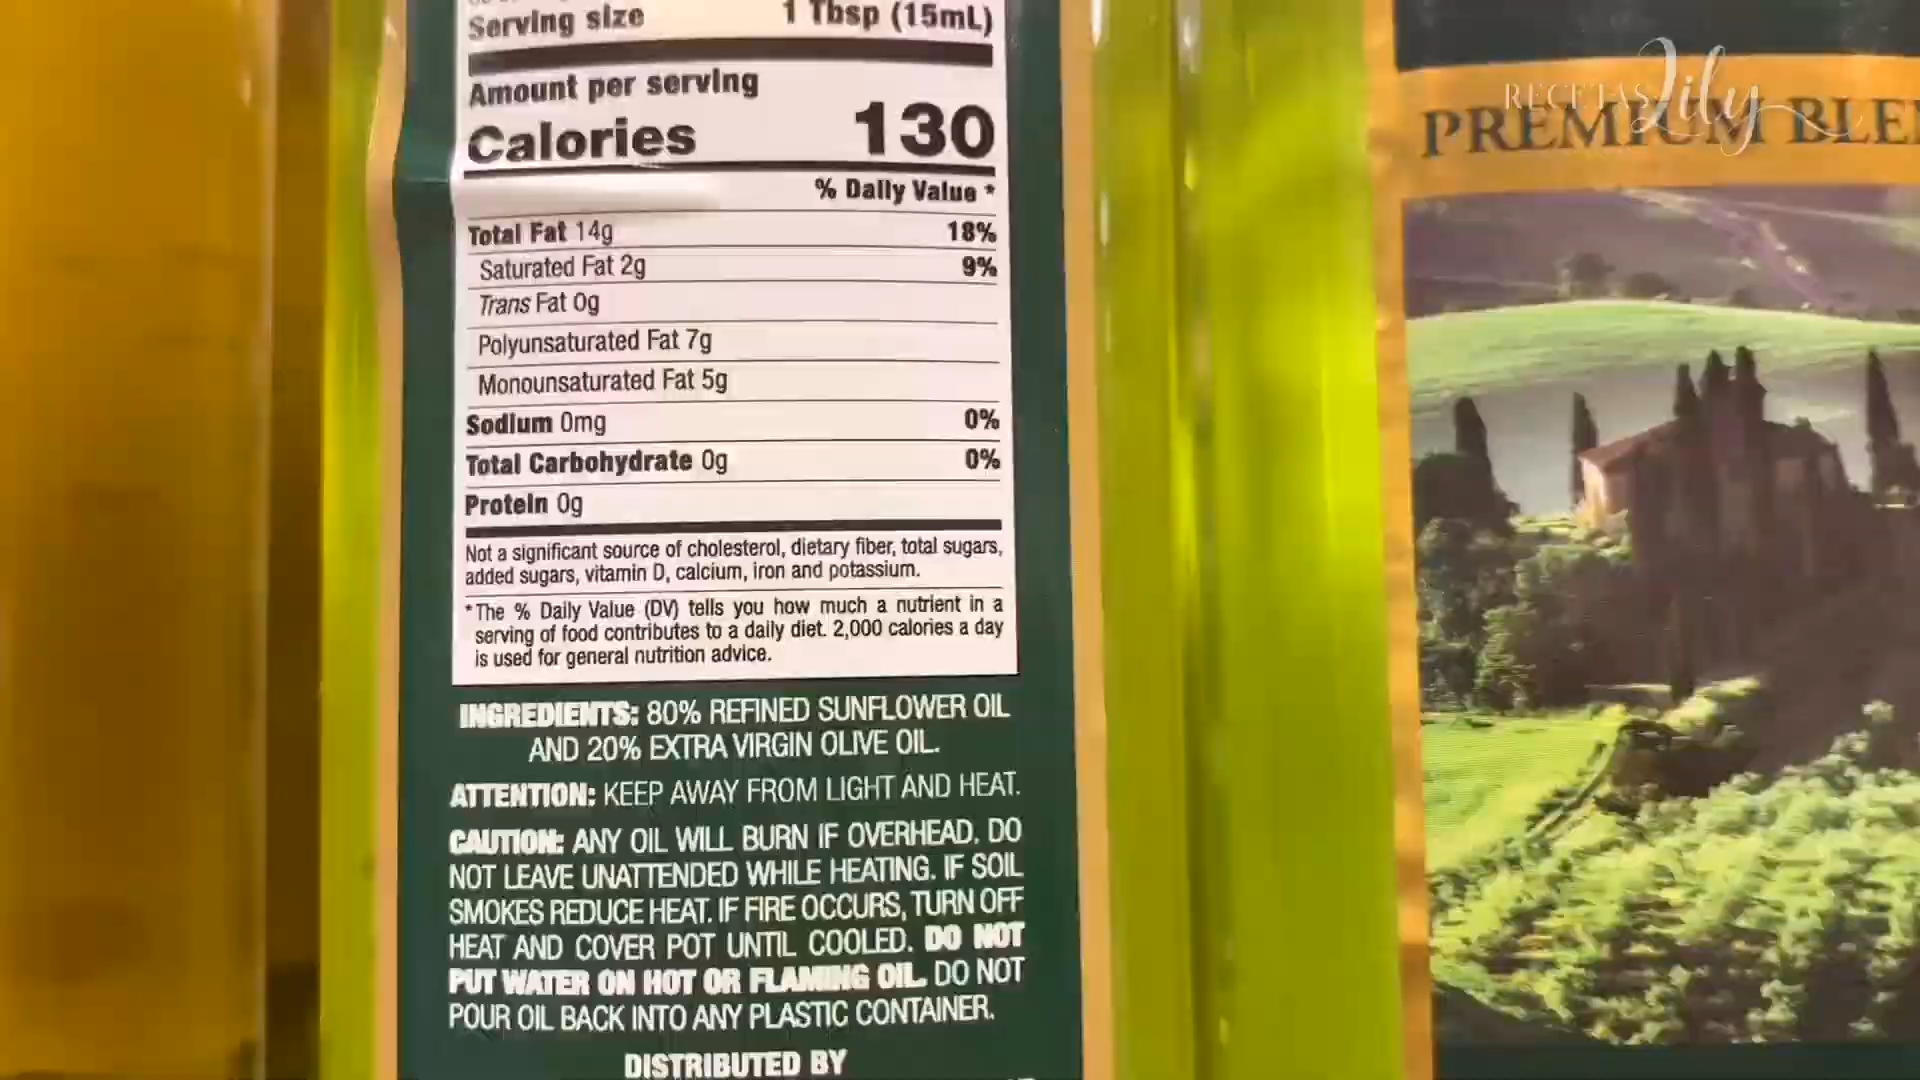 Serving size 1 Tbsp (15mL)
Amount per serving
Calories 130
% Daily Value *
Total Fat 14g 18%
Saturated Fat 2g 9%
Trans Fat 0g
Polyunsaturated Fat 7g
Monounsaturated Fat 5g
Sodium 0mg 0%
Total Carbohydrate 0g 0%
Protein 0g
Not a significant source of cholesterol, dietary fiber, total sugars,
added sugars, vitamin D, calcium, iron and potassium.
*The % Daily Value (DV) tells you how much a nutrient in a
serving of food contributes to a daily diet. 2,000 calories a day
is used for general nutrition advice.
INGREDIENTS: 80% REFINED SUNFLOWER OIL
AND 20% EXTRA VIRGIN OLIVE OIL.
ATTENTION: KEEP AWAY FROM LIGHT AND HEAT.
CAUTION: ANY OIL WILL BURN IF OVERHEAD. DO
NOT LEAVE UNATTENDED WHILE HEATING. IF SOIL
SMOKES REDUCE HEAT. IF FIRE OCCURS, TURN OFF
HEAT AND COVER POT UNTIL COOLED. DO NOT
PUT WATER ON HOT OR FLAMING OIL. DO NOT
POUR OIL BACK INTO ANY PLASTIC CONTAINER.
DISTRIBUTED BY
RECETAS Lily
PREMIUM BLE